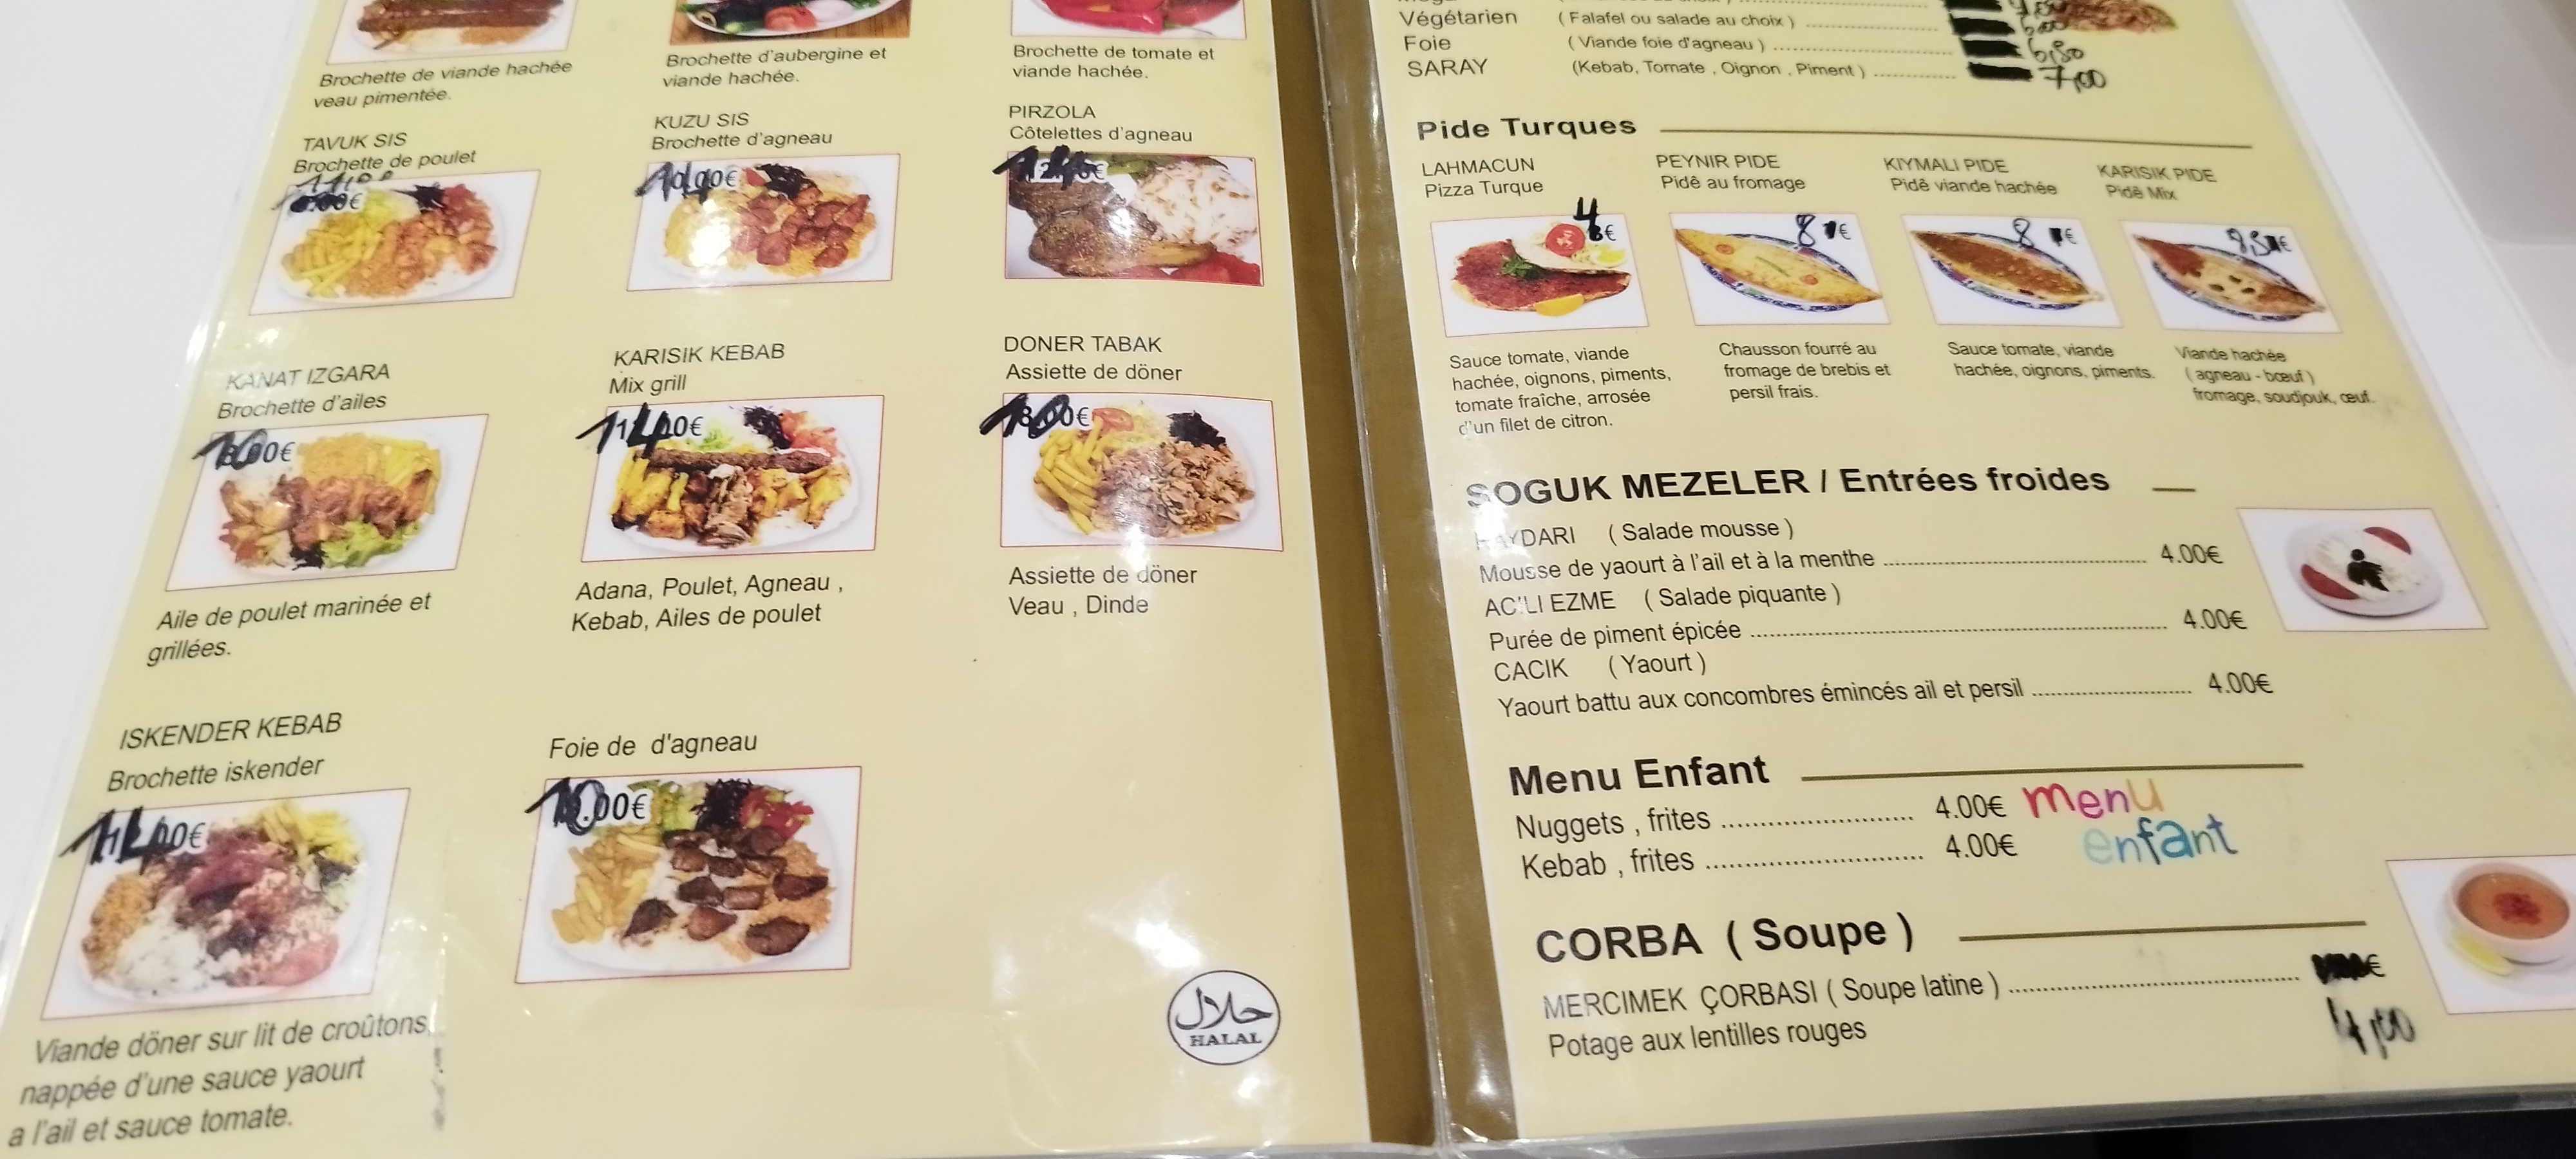 Brochette de viande hachée
veau pimentée.
Brochette d'aubergine et
viande hachée.
Brochette de tomate et
viande hachée.
TAVUK SIS
Brochette de poulet
KUZU SIS
Brochette d'agneau
PIRZOLA
Côtelettes d'agneau
KANAT IZGARA
Brochette d'ailes
Aile de poulet marinée et
grillées.
KARISIK KEBAB
Mix grill
Adana, Poulet, Agneau ,
Kebab, Ailes de poulet
DONER TABAK
Assiette de döner
Assiette de döner
Veau , Dinde
ISKENDER KEBAB
Brochette iskender
Viande döner sur lit de croûtons
nappée d'une sauce yaourt
a l'ail et sauce tomate.
Foie de d'agneau
حلال
HALAL
Végétarien ( Falafel ou salade au choix )
Foie ( Viande foie d'agneau ) 6,80
SARAY (Kebab, Tomate , Oignon , Piment ) 7,00
Pide Turques
LAHMACUN
Pizza Turque
4 €
Sauce tomate, viande
hachée, oignons, piments,
tomate fraîche, arrosée
d'un filet de citron.
PEYNIR PIDE
Pidê au fromage
8 €
Chausson fourré au
fromage de brebis et
persil frais.
KIYMALI PIDE
Pidê viande hachée
8 €
Sauce tomate, viande
hachée, oignons, piments.
KARISIK PIDE
Pidê Mix
Viande hachée
( agneau - bœuf )
fromage, soudjouk, œuf.
SOGUK MEZELER / Entrées froides
HAYDARI ( Salade mousse )
Mousse de yaourt à l'ail et à la menthe 4.00€
AC'LI EZME ( Salade piquante )
Purée de piment épicée 4.00€
CACIK ( Yaourt )
Yaourt battu aux concombres émincés ail et persil 4.00€
Menu Enfant
Nuggets , frites 4.00€
Kebab , frites 4.00€
menu
enfant
CORBA ( Soupe )
MERCIMEK ÇORBASI ( Soupe latine ) €
Potage aux lentilles rouges 4,00